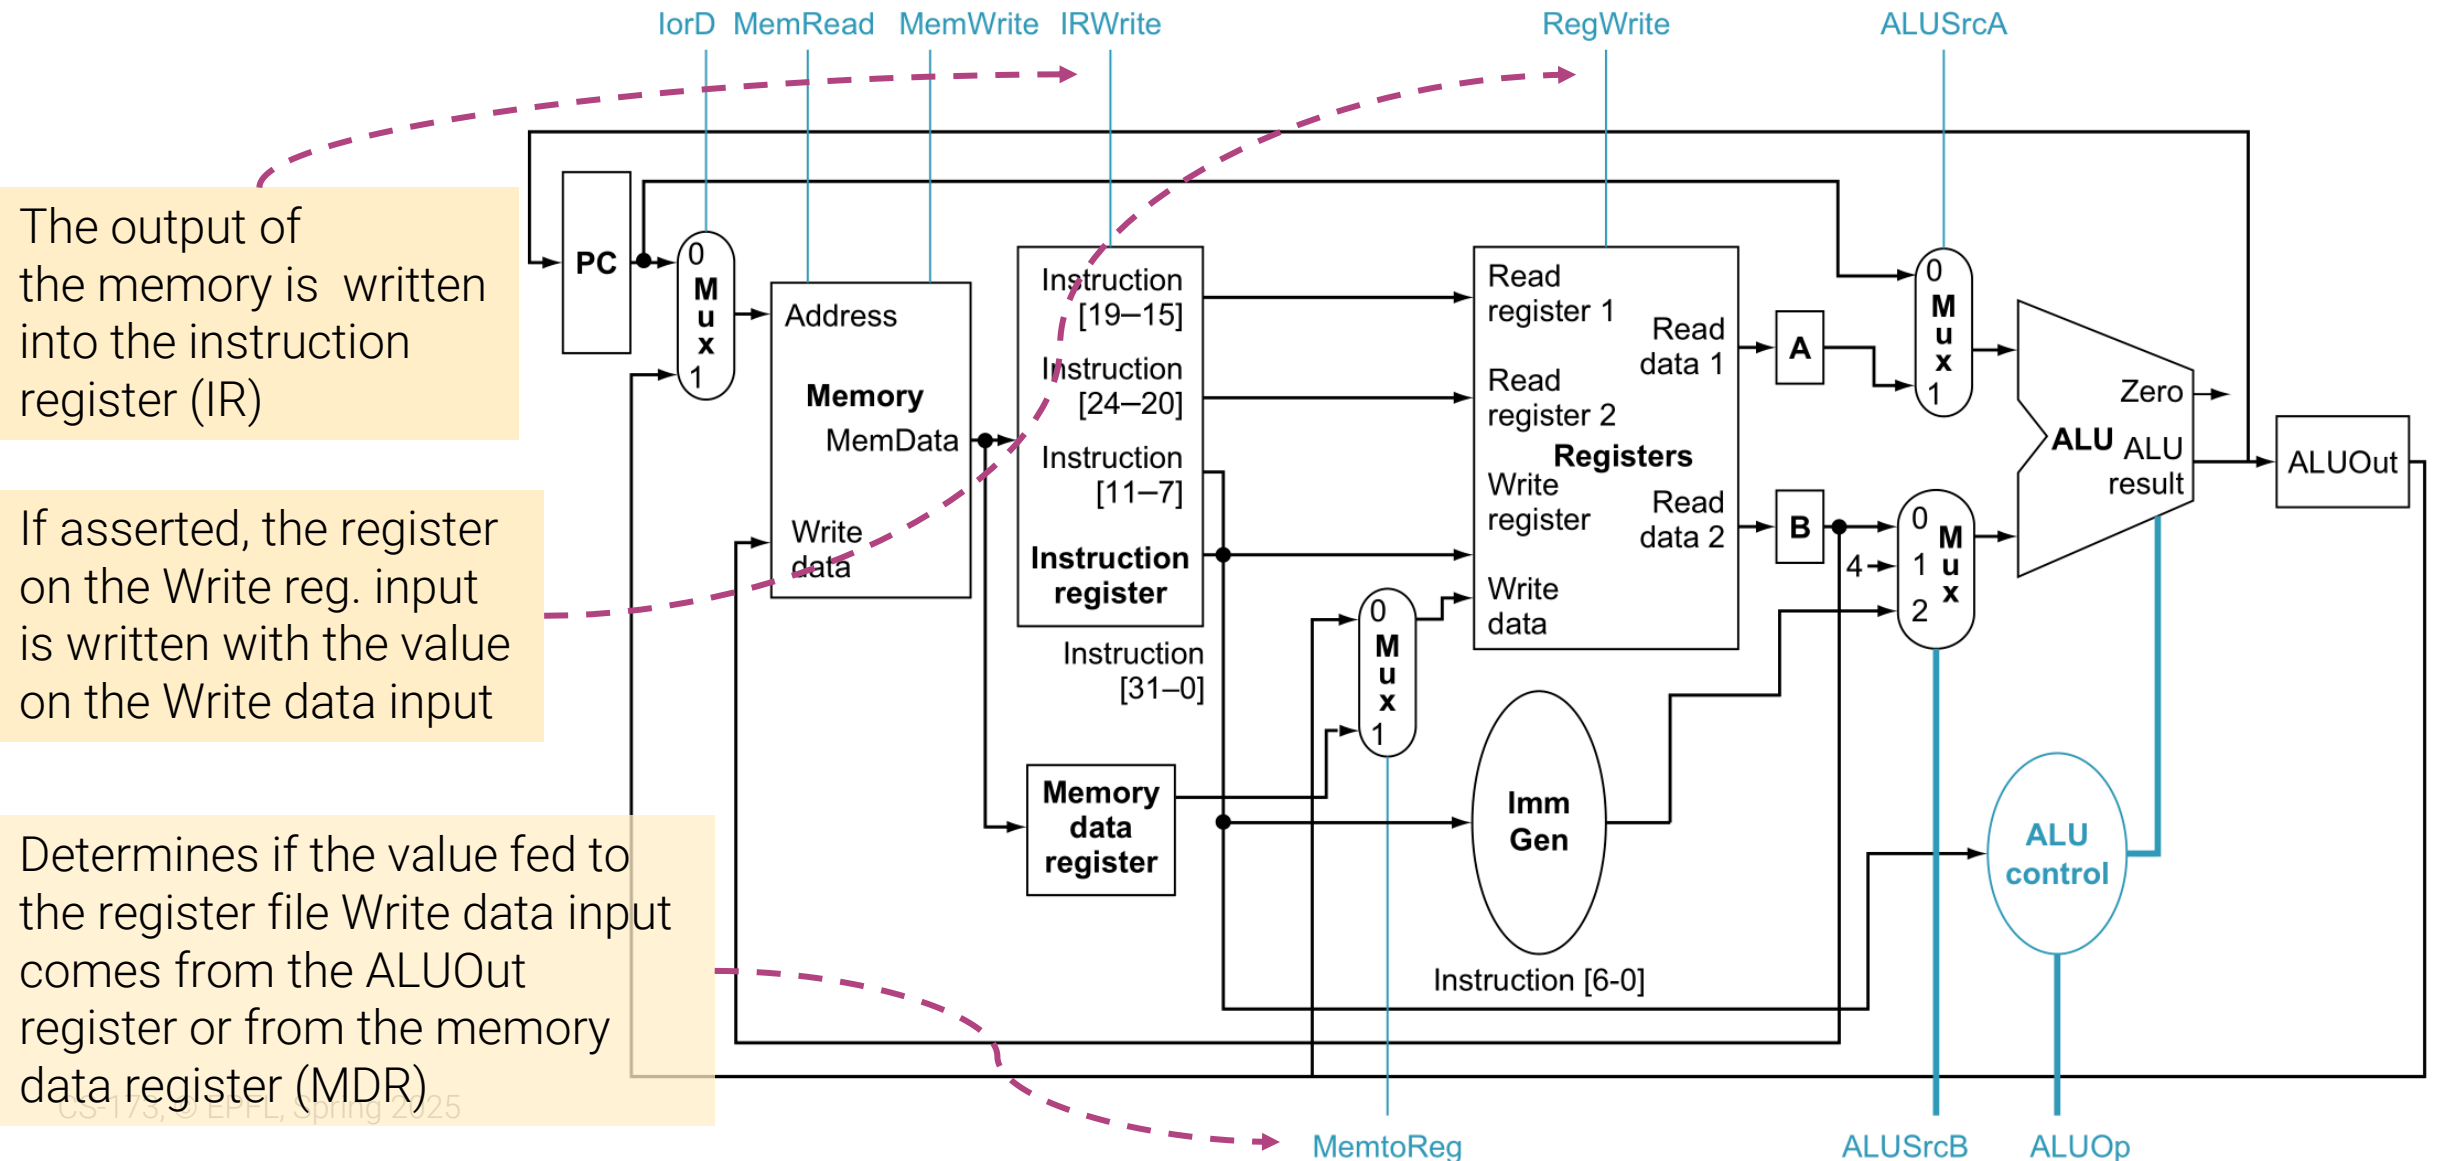 IorD MemRead MemWrite IRWrite RegWrite ALUSrcA
The output of
the memory is  written
into the instruction
register (IR)
If asserted, the register
on the Write reg. input
is written with the value
on the Write data input
Determines if the value fed to
the register file Write data input
comes from the ALUOut
register or from the memory
data register (MDR)
CS-173, © EPFL, Spring 2025
PC
0
M
u
x
1
Address
Memory
MemData
Write
data
Instruction
[19–15]
Instruction
[24–20]
Instruction
[11–7]
Instruction
register
Instruction
[31–0]
Memory
data
register
0
M
u
x
1
Read
register 1
Read
register 2
Registers
Write
register
Write
data
Read
data 1
Read
data 2
Imm
Gen
Instruction [6-0]
A
B
4
0
M
u
x
1
0
1
2
M
u
x
Zero
ALU
ALU
result
ALUOut
ALU
control
MemtoReg ALUSrcB ALUOp